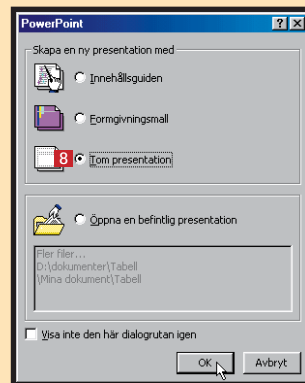 PowerPoint
Skapa en ny presentation med
Innehållsguiden
Formgivningsmall
8 Tom presentation
Öppna en befintlig presentation
Fler filer...
D:\dokumenter\Tabell
\Mina dokument\Tabell
Visa inte den här dialogrutan igen
OK Avbryt